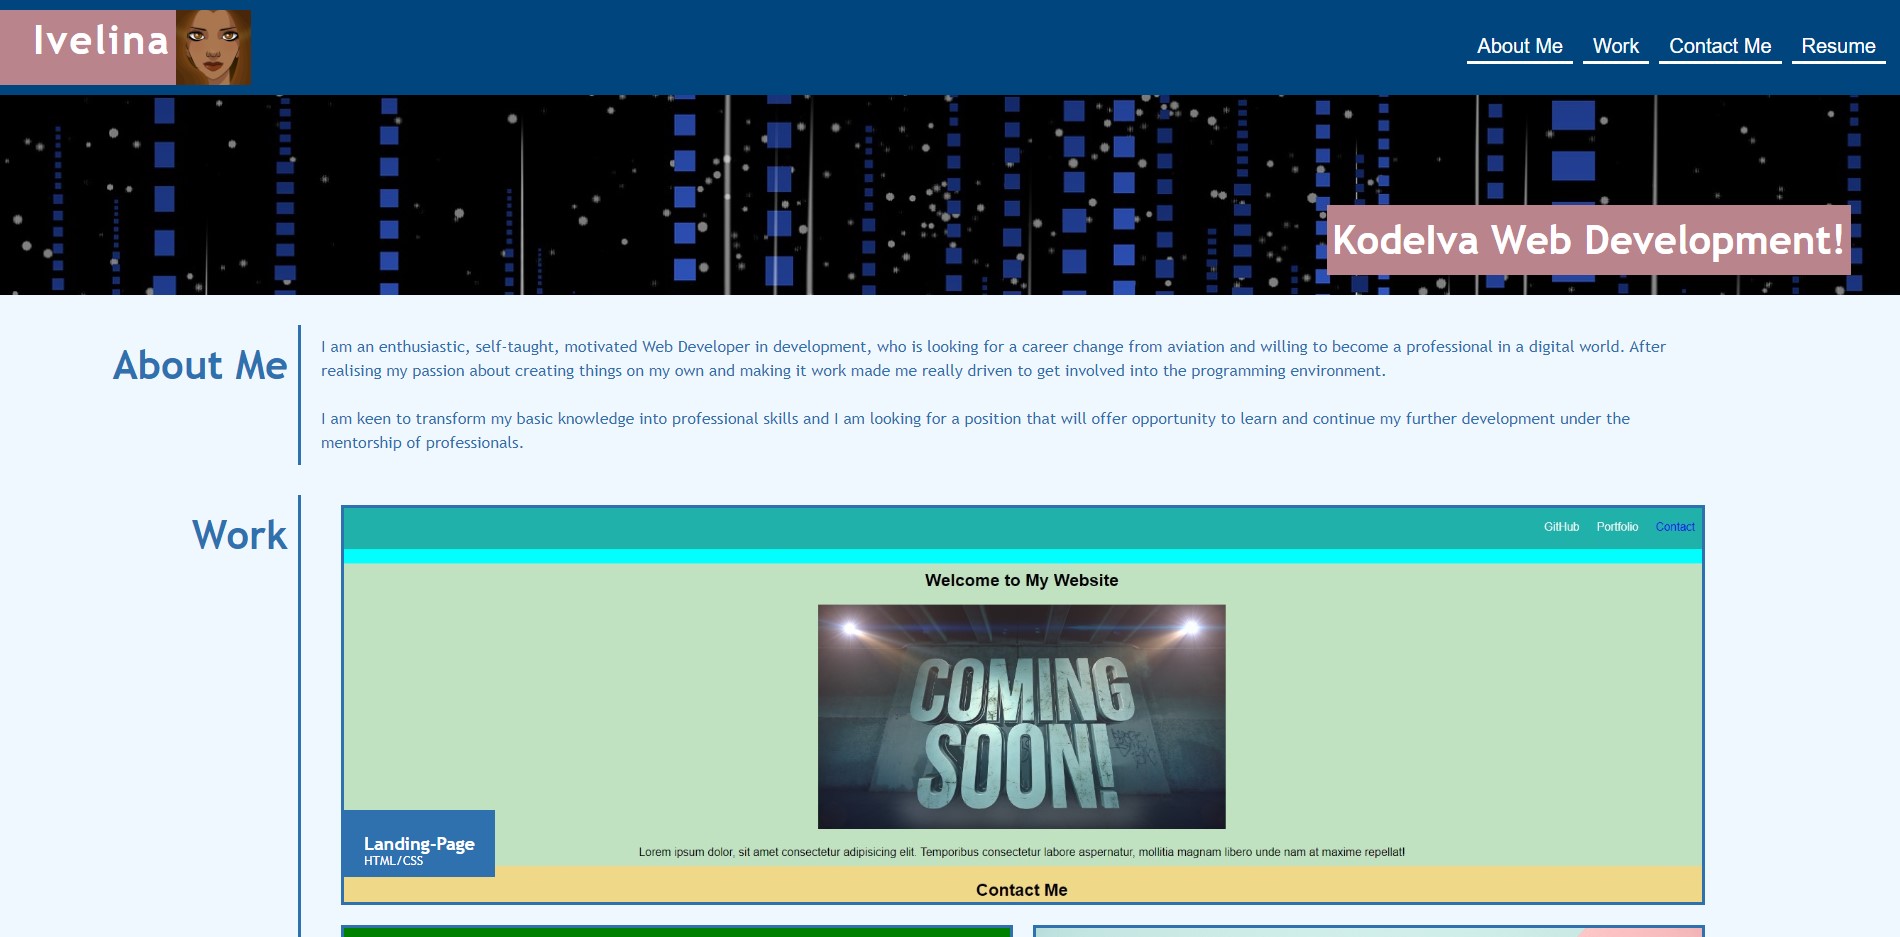 Ivelina
About Me
Work
Contact Me
Resume
KodeIva Web Development!
About Me
I am an enthusiastic, self-taught, motivated Web Developer in development, who is looking for a career change from aviation and willing to become a professional in a digital world. After
realising my passion about creating things on my own and making it work made me really driven to get involved into the programming environment.
I am keen to transform my basic knowledge into professional skills and I am looking for a position that will offer opportunity to learn and continue my further development under the
mentorship of professionals.
Work
GitHub
Portfolio
Contact
Welcome to My Website
COMING
SOON!
Landing-Page
HTML/CSS
Lorem ipsum dolor, sit amet consectetur adipisicing elit. Temporibus consectetur labore aspernatur, mollitia magnam libero unde nam at maxime repellat!
Contact Me